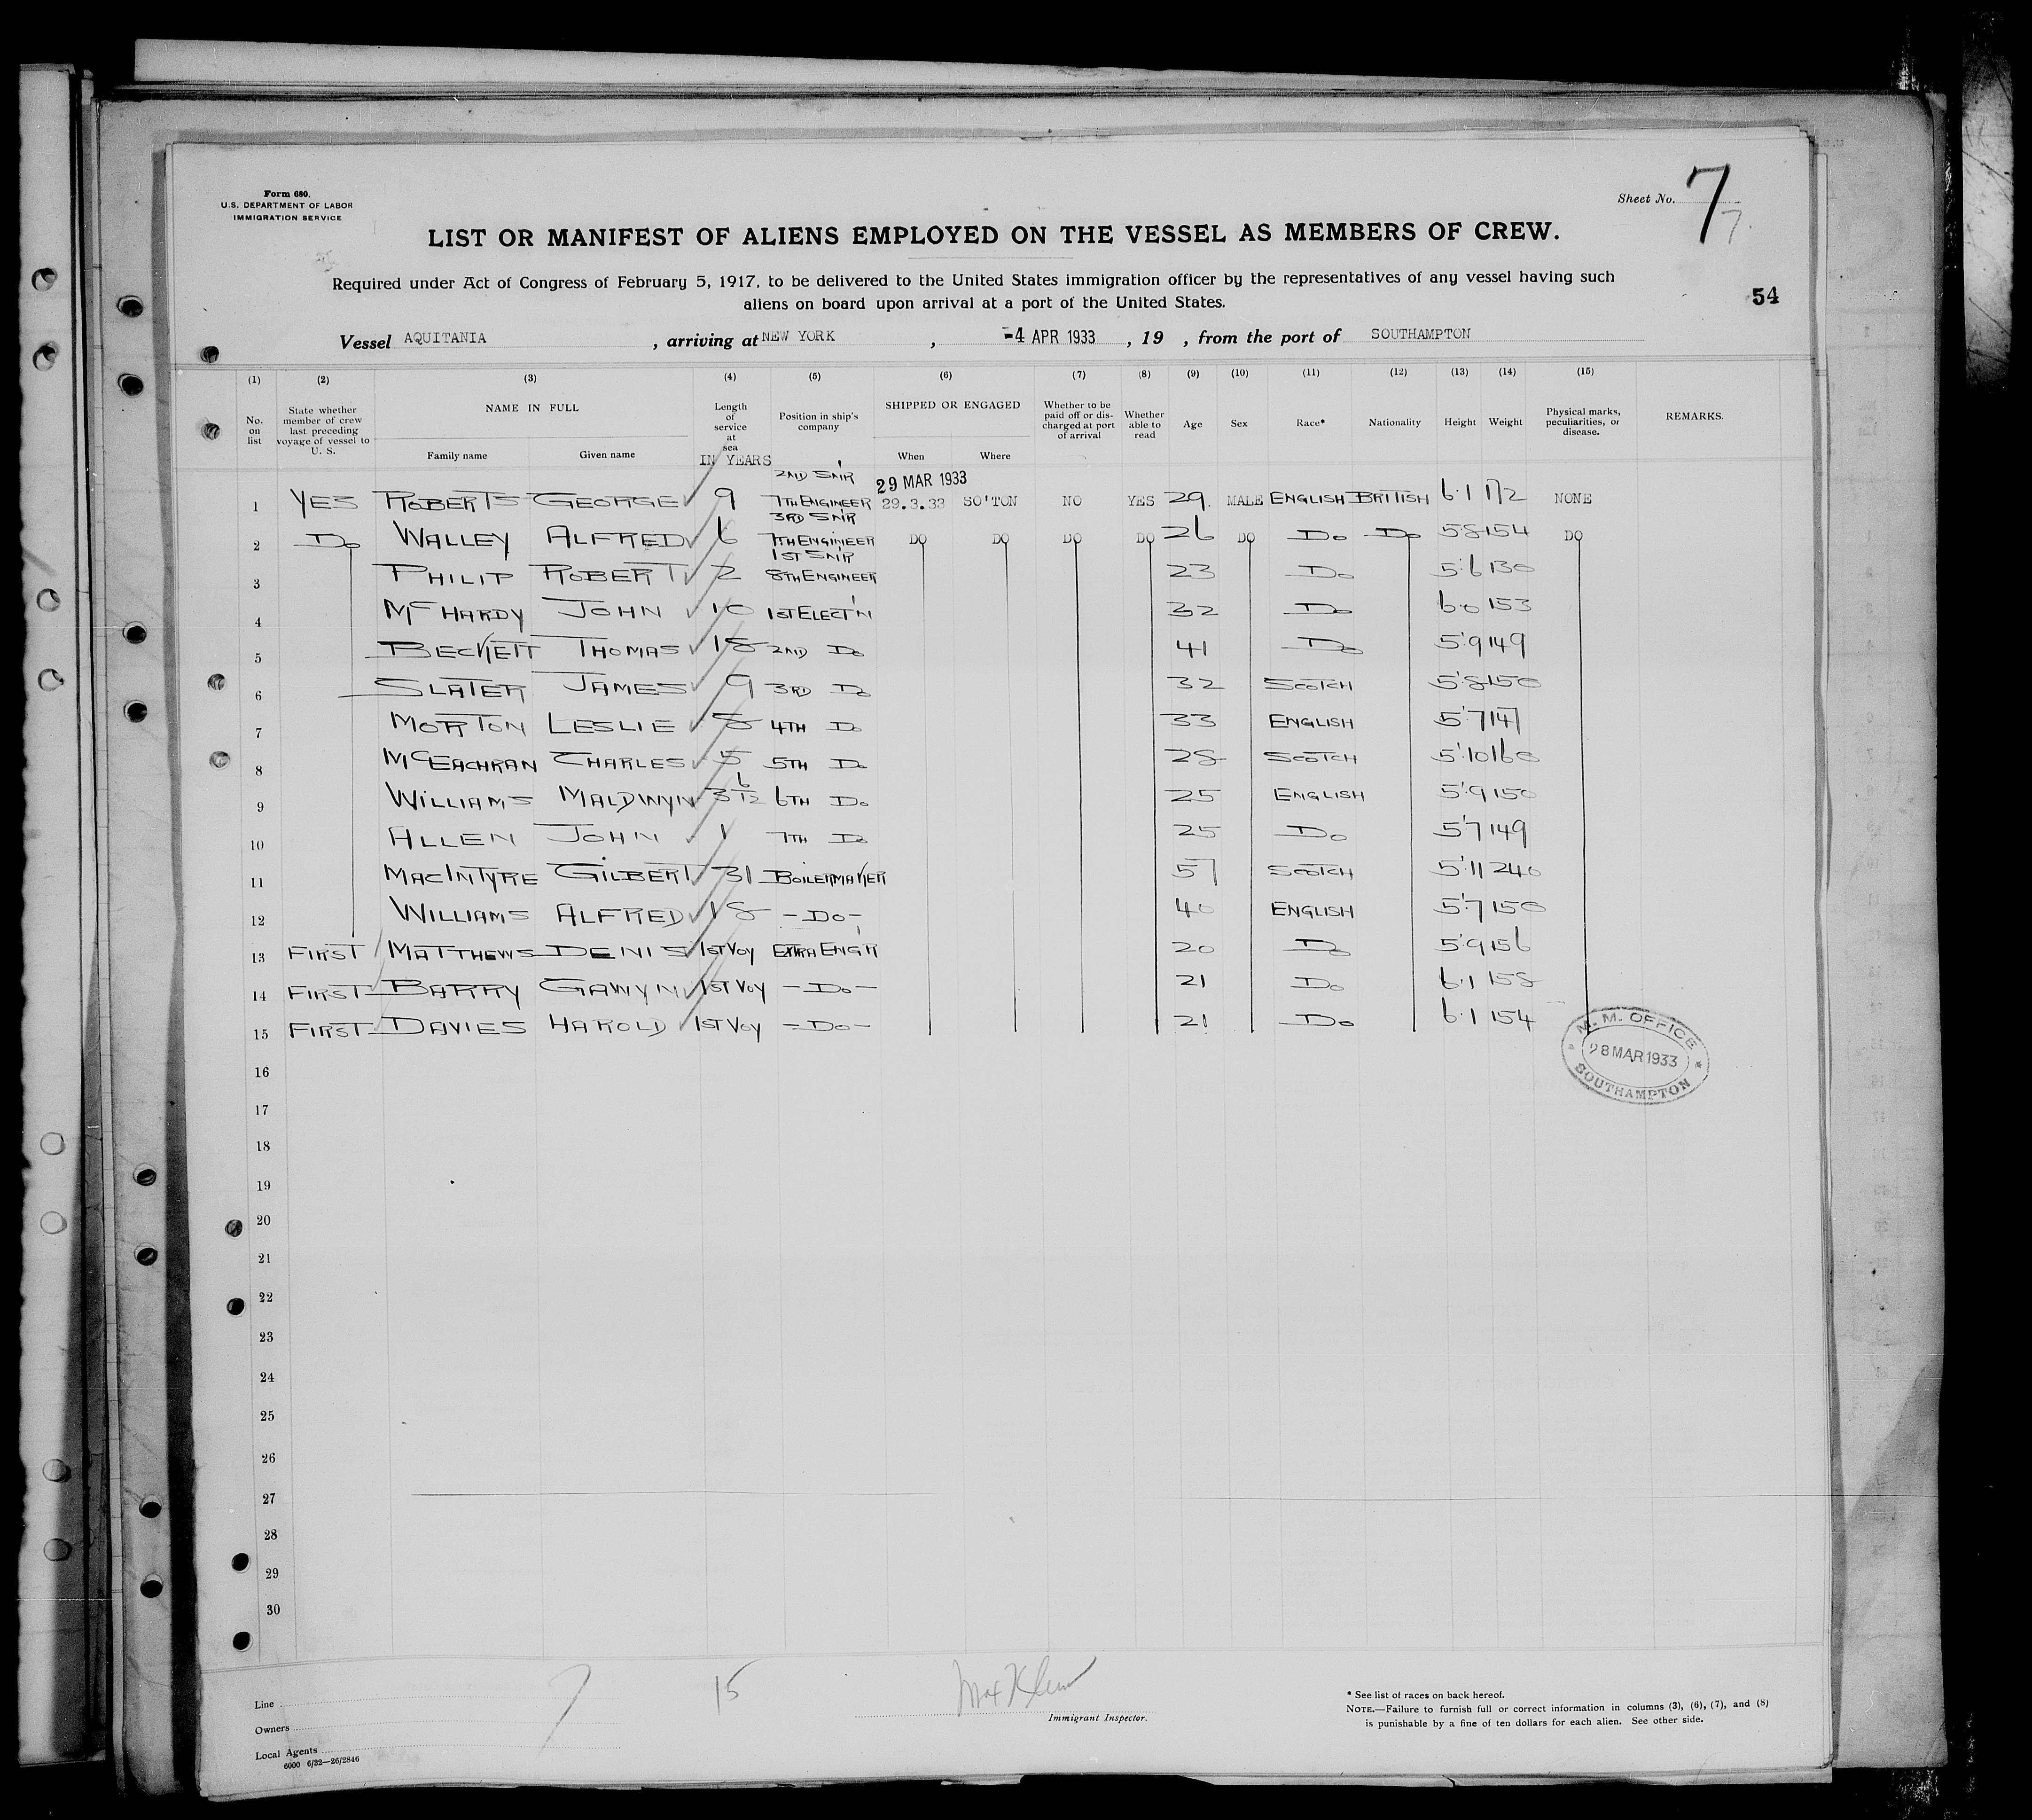 Form 680.
U.S. DEPARTMENT OF LABOR
IMMIGRATION SERVICE
Sheet No. 7
7.
LIST OR MANIFEST OF ALIENS EMPLOYED ON THE VESSEL AS MEMBERS OF CREW.
Required under Act of Congress of February 5, 1917, to be delivered to the United States immigration officer by the representatives of any vessel having such
aliens on board upon arrival at a port of the United States.
54
Vessel AQUITANIA , arriving at NEW YORK , -4 APR 1933 , 19 , from the port of SOUTHAMPTON
(1) (2) (3) (4) (5) (6) (7) (8) (9) (10) (11) (12) (13) (14) (15)
No. on list State whether member of crew last preceding voyage of vessel to U. S. NAME IN FULL Family name Given name Length of service at sea IN YEARS Position in ship's company SHIPPED OR ENGAGED When Where Whether to be paid off or discharged at port of arrival Whether able to read Age Sex Race* Nationality Height Weight Physical marks, peculiarities, or disease. REMARKS.
2ND SN'R 29 MAR 1933
1 YES ROBERTS GEORGE 9 7TH ENGINEER 29.3.33 SO'TON NO YES 29. MALE ENGLISH BRITISH 6.1 172 NONE
3RD SN'R
2 Do WALLEY ALFRED 6 7TH ENGINEER DO DO DO DO 26 DO Do Do 5.8 154 DO
1ST SN'R
3 PHILIP ROBERT 2 8TH ENGINEER 23 Do 5'6 130
4 McHARDY JOHN 10 1ST ELECT'N 32 Do 6.0 153
5 BECKETT THOMAS 18 2ND Do 41 Do 5'9 149
6 SLATER JAMES 9 3RD Do 32 SCOTCH 5'8 150
7 MORTON LESLIE 8 4TH Do 33 ENGLISH 5'7 147
8 McEACHRAN CHARLES 5 5TH Do 28 SCOTCH 5'10 160
9 WILLIAMS MALDWYN 3 6/12 6TH Do 25 ENGLISH 5'9 150
10 ALLEN JOHN 1 7TH Do 25 Do 5'7 149
11 MACINTYRE GILBERT 31 BOILERMAKER 57 SCOTCH 5'11 240
12 WILLIAMS ALFRED 18 -Do- 40 ENGLISH 5'7 150
13 FIRST MATTHEWS DENIS 1ST VOY EXTRA ENG'R 20 Do 5'9 156
14 FIRST BARRY GAWYN 1ST VOY -Do- 21 Do 6.1 158
15 FIRST DAVIES HAROLD 1ST VOY -Do- 21 Do 6.1 154
M. M. OFFICE
28 MAR 1933
SOUTHAMPTON
16
17
18
19
20
21
22
23
24
25
26
27
28
29
30
7 15 Max Klein
Line
Owners
Local Agents
6000 6/32—26/2846
Immigrant Inspector.
* See list of races on back hereof.
NOTE.—Failure to furnish full or correct information in columns (3), (6), (7), and (8)
is punishable by a fine of ten dollars for each alien. See other side.